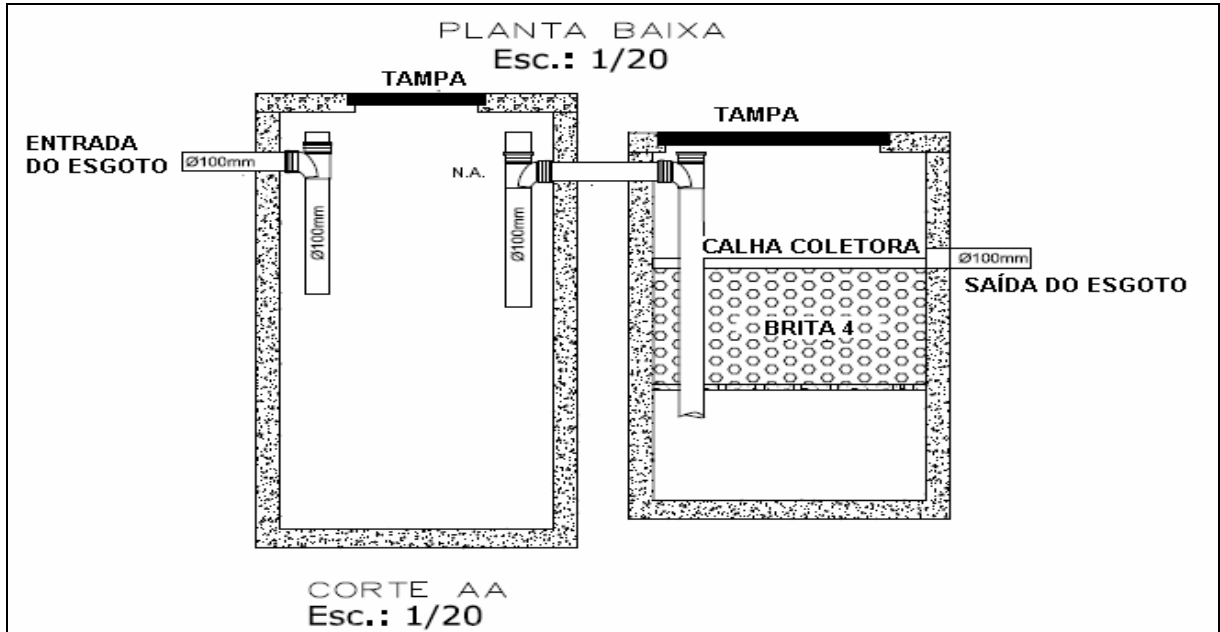 PLANTA BAIXA
Esc.: 1/20
TAMPA
TAMPA
ENTRADA
DO ESGOTO
Ø100mm
N.A.
Ø100mm
Ø100mm
CALHA COLETORA
Ø100mm
SAÍDA DO ESGOTO
BRITA 4
CORTE AA
Esc.: 1/20